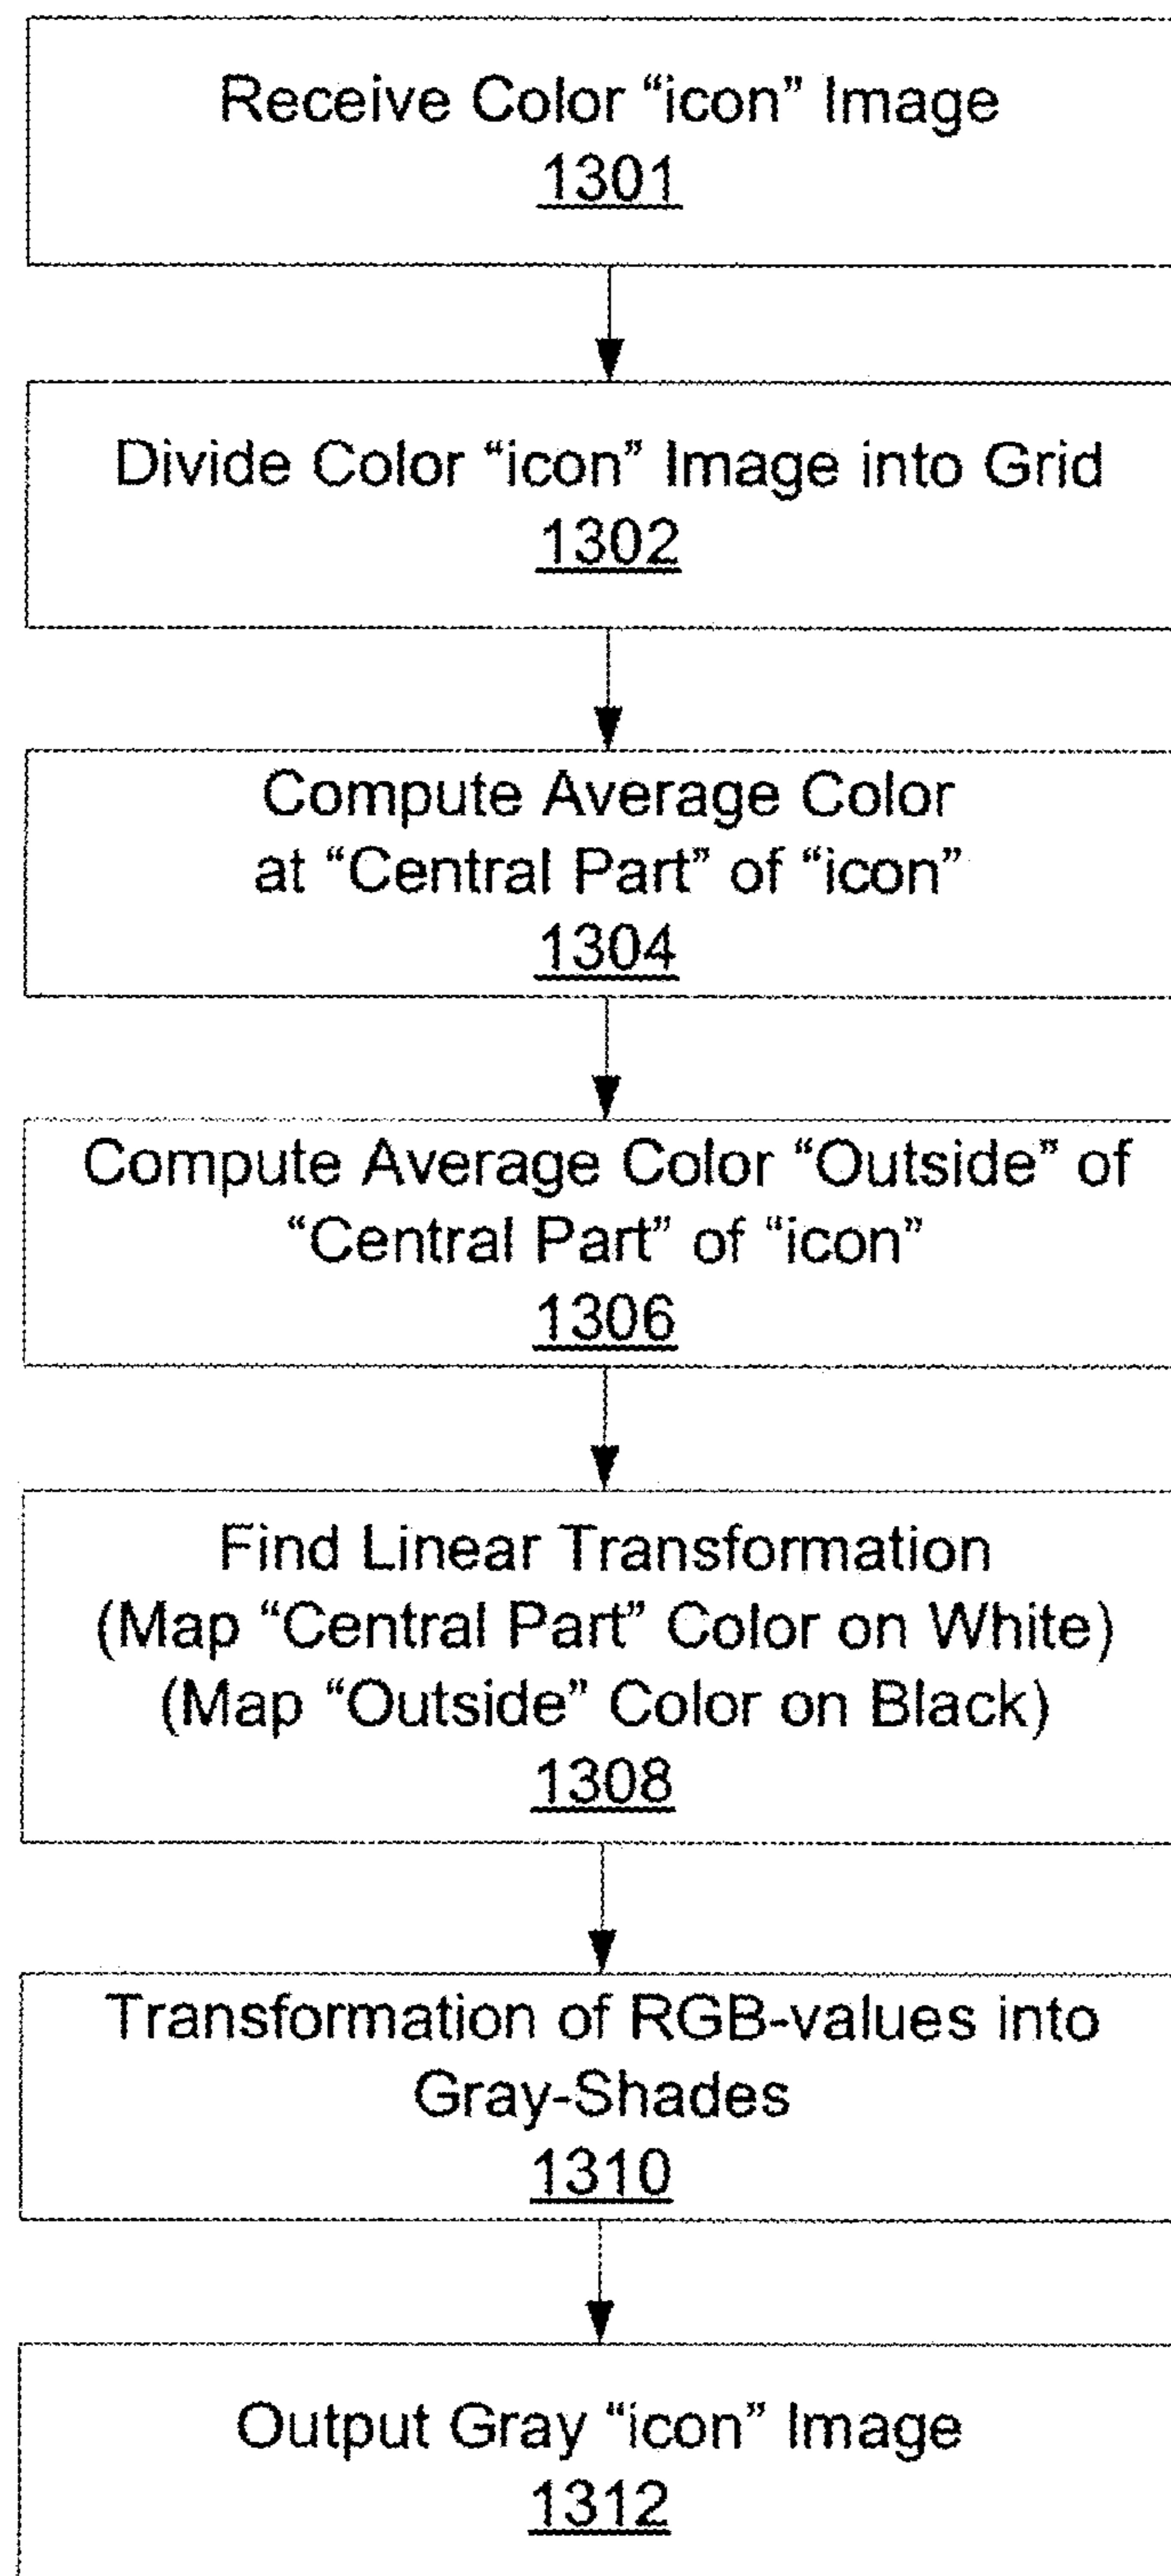 Receive Color “icon” Image
1301
Divide Color “icon” Image into Grid
1302
Compute Average Color
at “Central Part” of “icon”
1304
Compute Average Color “Outside” of
“Central Part” of “icon”
1306
Find Linear Transformation
(Map “Central Part” Color on White)
(Map “Outside” Color on Black)
1308
Transformation of RGB-values into
Gray-Shades
1310
Output Gray “icon” Image
1312